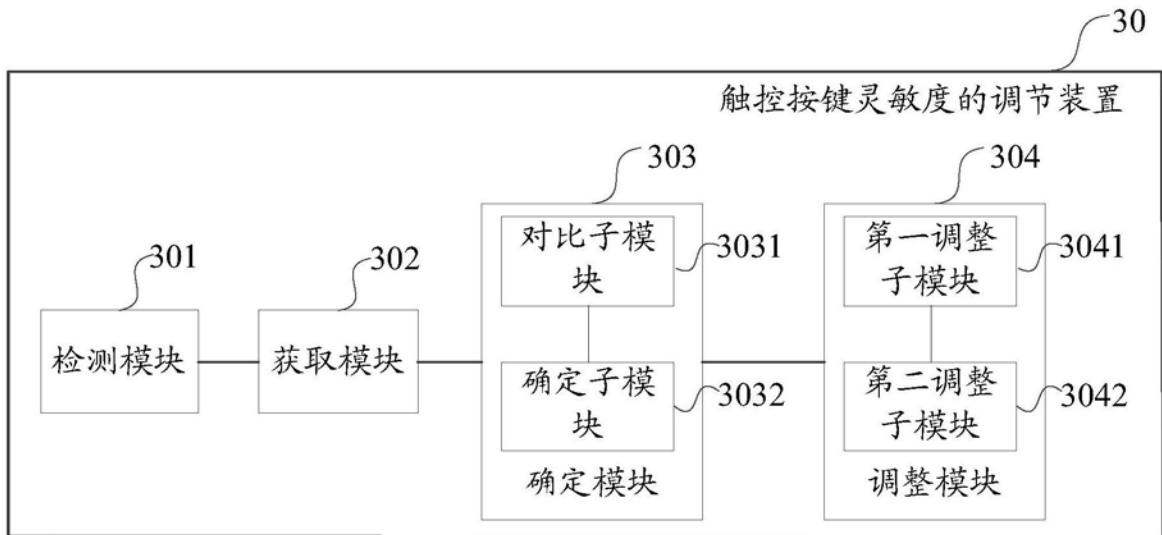 30
触控按键灵敏度的调节装置
303
304
对比子模
块
3031
第一调整
子模块
3041
301
302
检测模块
获取模块
确定子模
块
3032
第二调整
子模块
3042
确定模块
调整模块